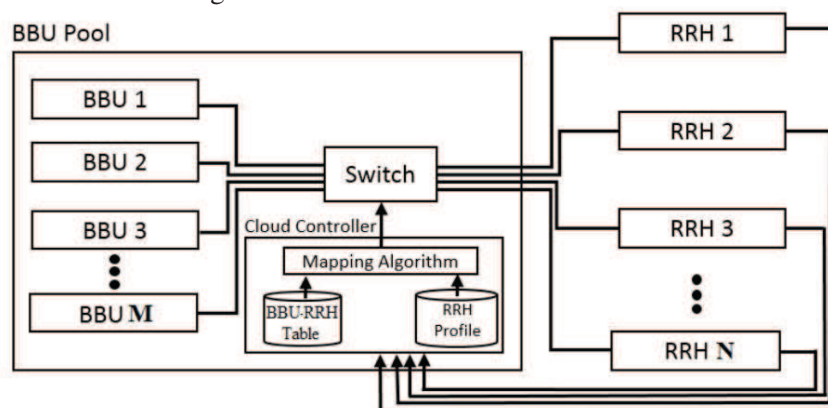 BBU Pool
BBU 1
BBU 2
BBU 3
BBU M
Switch
Cloud Controller
Mapping Algorithm
BBU-RRH
Table
RRH
Profile
RRH 1
RRH 2
RRH 3
RRH N